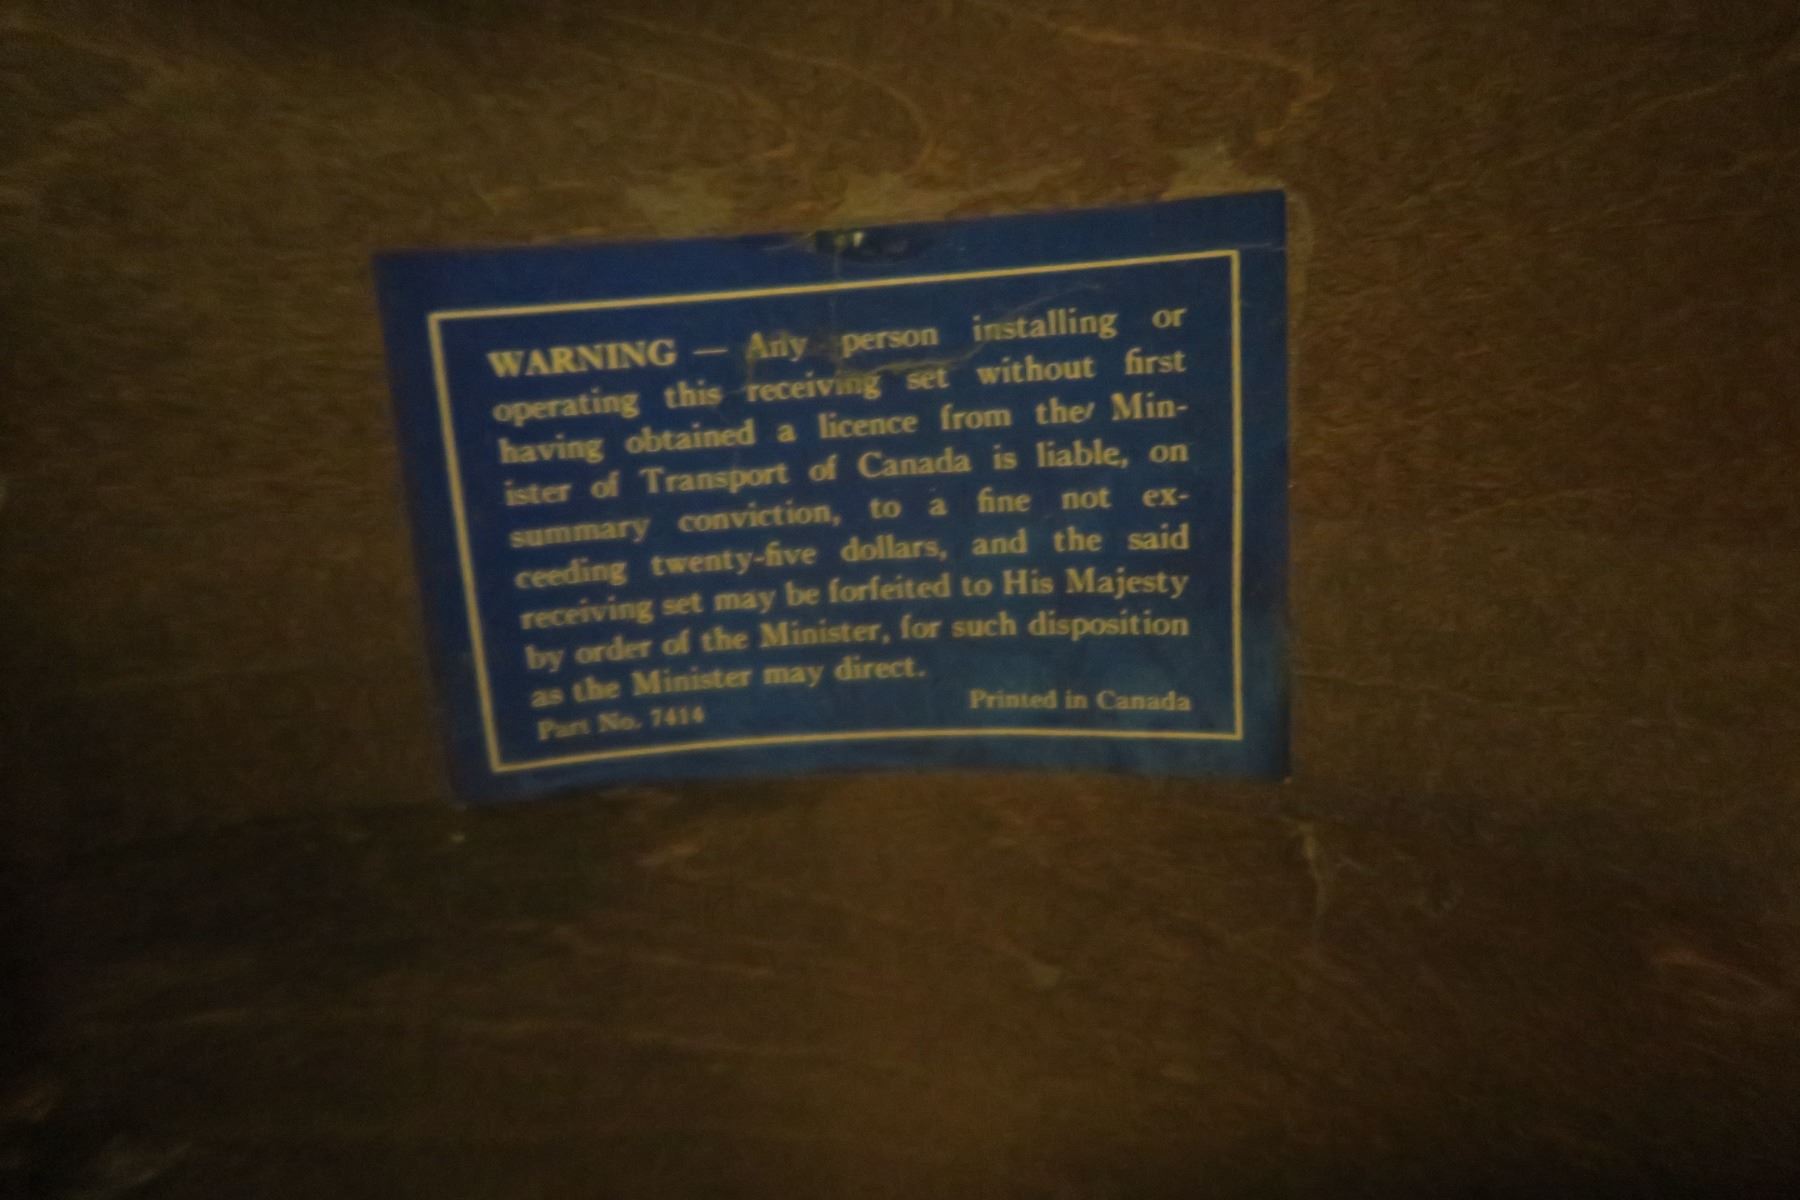 WARNING — Any person installing or
operating this receiving set without first
having obtained a licence from the Min-
ister of Transport of Canada is liable, on
summary conviction, to a fine not ex-
ceeding twenty-five dollars, and the said
receiving set may be forfeited to His Majesty
by order of the Minister, for such disposition
as the Minister may direct.
Part No. 7414 Printed in Canada